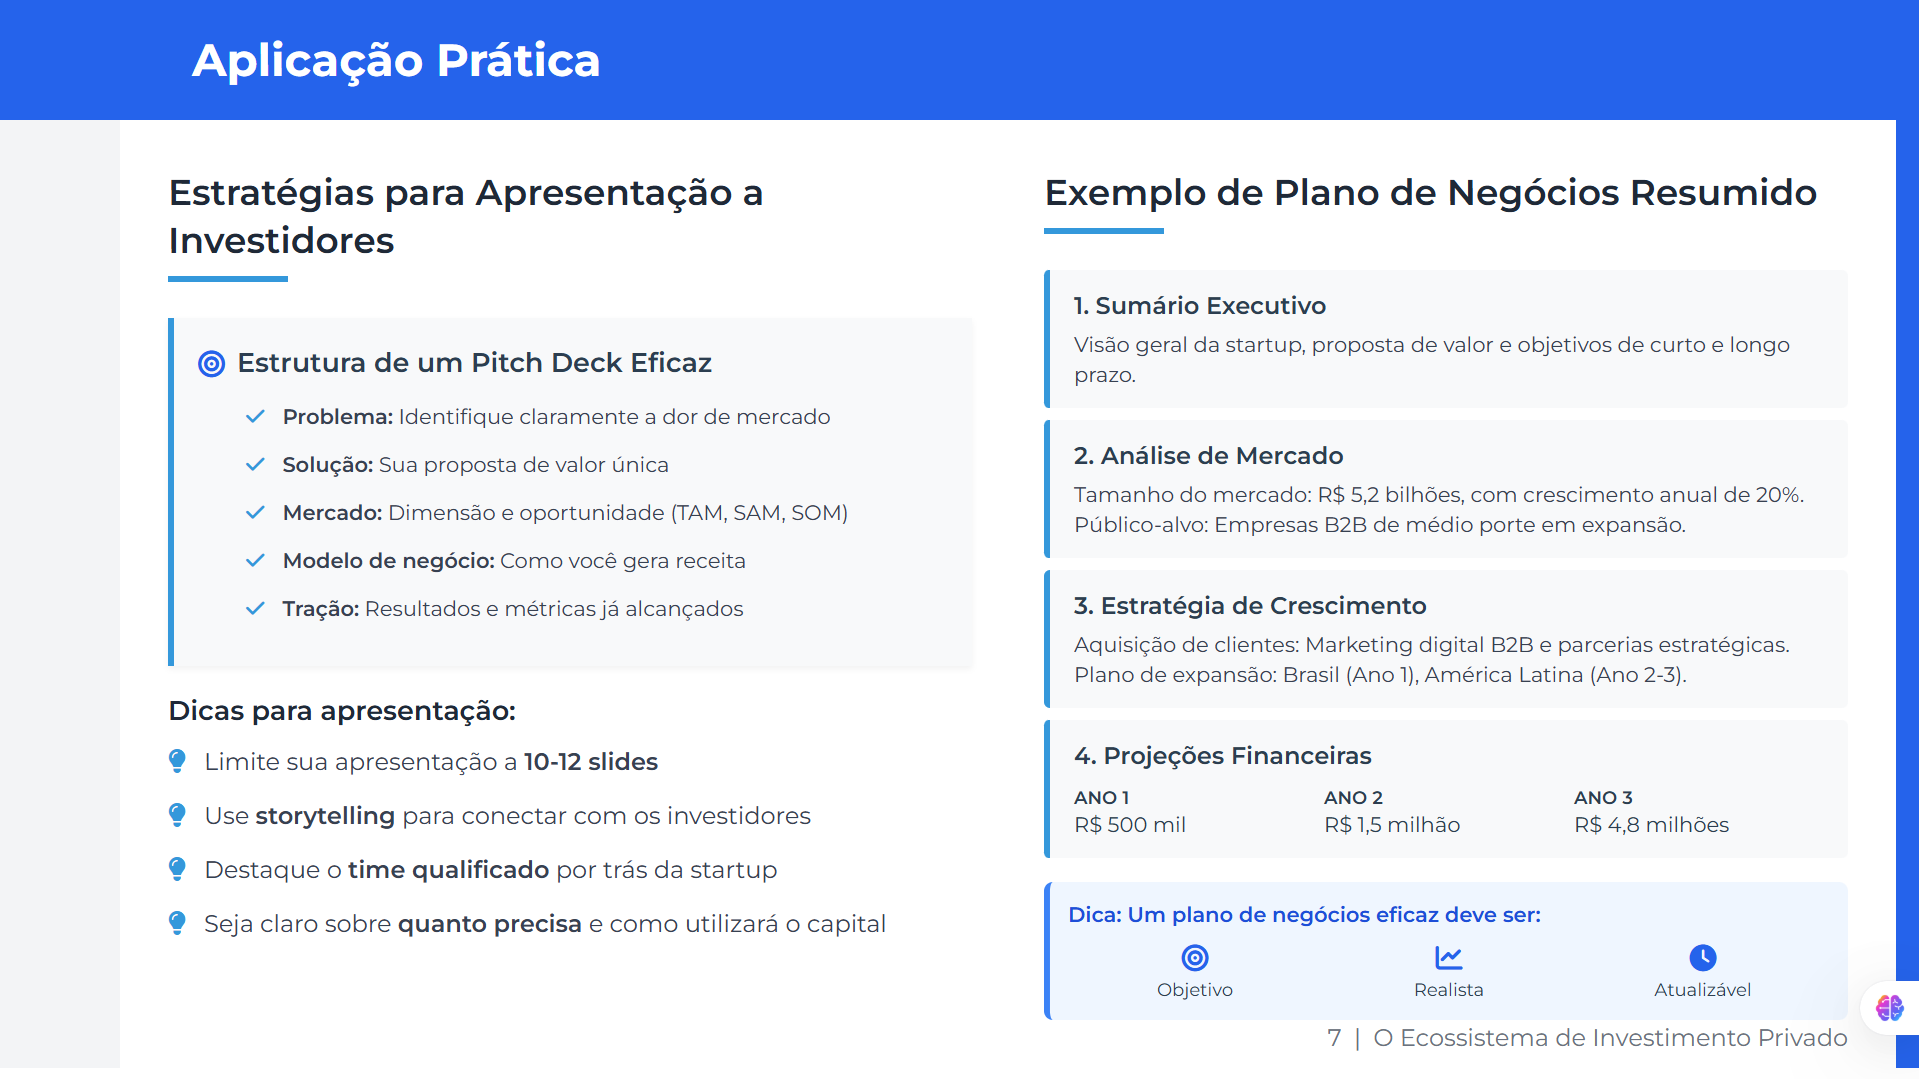 Aplicação Prática
Estratégias para Apresentação a
Investidores
Estrutura de um Pitch Deck Eficaz
Problema: Identifique claramente a dor de mercado
Solução: Sua proposta de valor única
Mercado: Dimensão e oportunidade (TAM, SAM, SOM)
Modelo de negócio: Como você gera receita
Tração: Resultados e métricas já alcançados
Dicas para apresentação:
Limite sua apresentação a 10-12 slides
Use storytelling para conectar com os investidores
Destaque o time qualificado por trás da startup
Seja claro sobre quanto precisa e como utilizará o capital
Exemplo de Plano de Negócios Resumido
1. Sumário Executivo
Visão geral da startup, proposta de valor e objetivos de curto e longo
prazo.
2. Análise de Mercado
Tamanho do mercado: R$ 5,2 bilhões, com crescimento anual de 20%.
Público-alvo: Empresas B2B de médio porte em expansão.
3. Estratégia de Crescimento
Aquisição de clientes: Marketing digital B2B e parcerias estratégicas.
Plano de expansão: Brasil (Ano 1), América Latina (Ano 2-3).
4. Projeções Financeiras
ANO 1 ANO 2 ANO 3
R$ 500 mil R$ 1,5 milhão R$ 4,8 milhões
Dica: Um plano de negócios eficaz deve ser:
Objetivo Realista Atualizável
7 | O Ecossistema de Investimento Privado